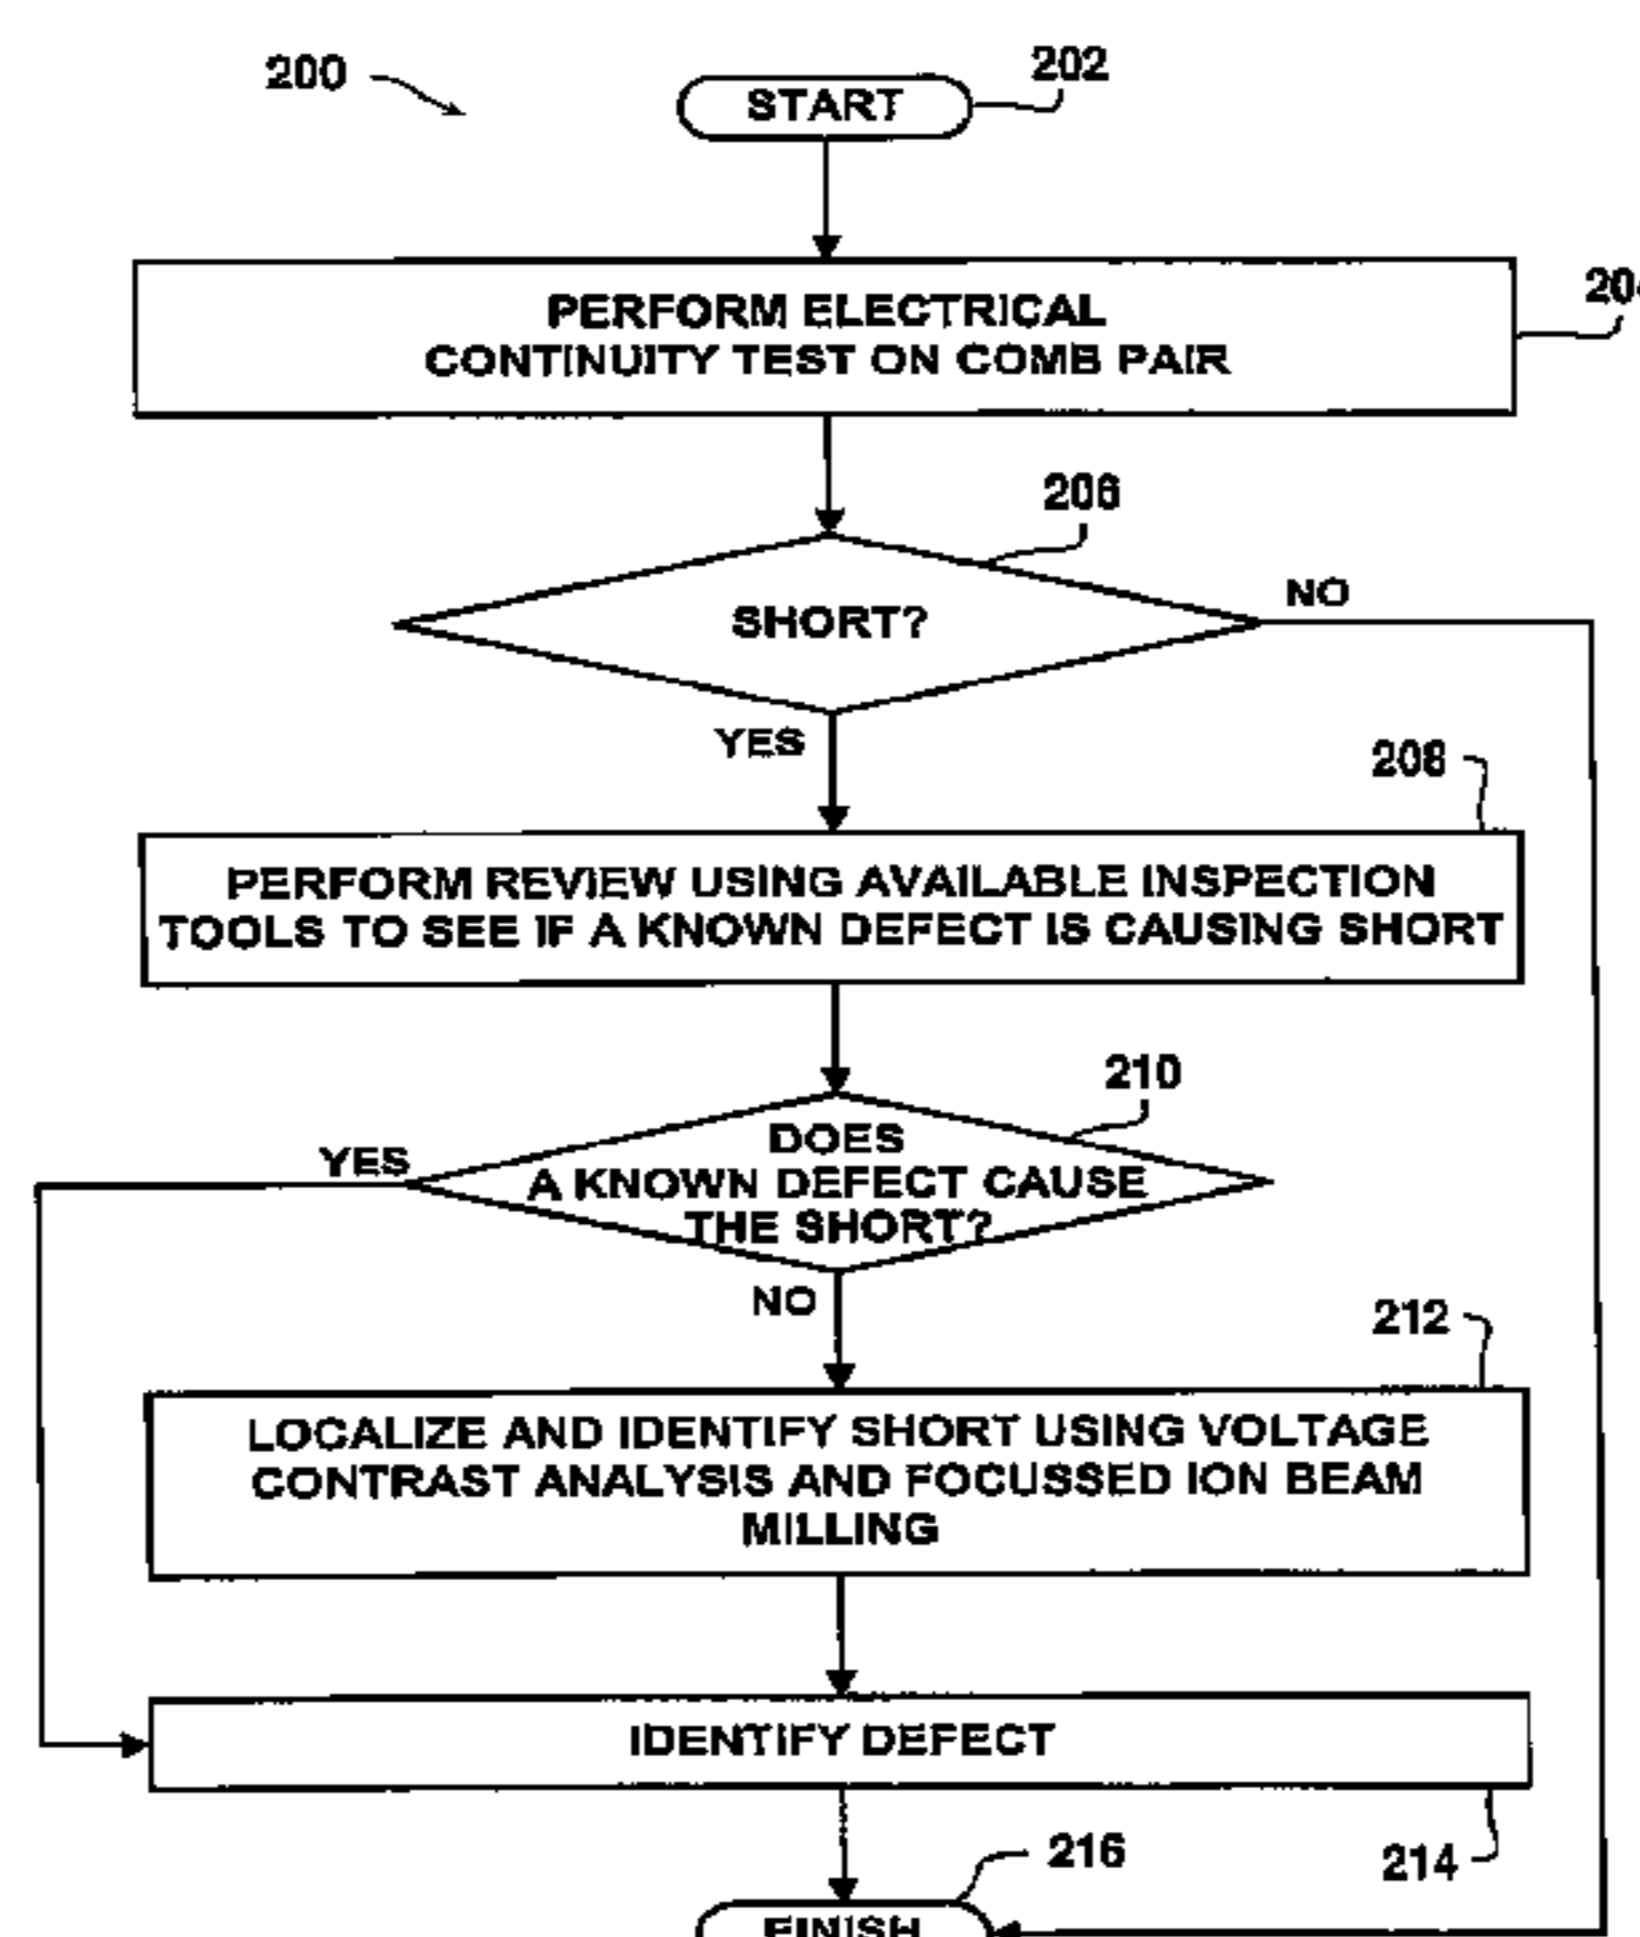 200
START
202
PERFORM ELECTRICAL
CONTINUITY TEST ON COMB PAIR
206
SHORT?
NO
YES
208
PERFORM REVIEW USING AVAILABLE INSPECTION
TOOLS TO SEE IF A KNOWN DEFECT IS CAUSING SHORT
210
DOES
A KNOWN DEFECT CAUSE
THE SHORT?
YES
NO
212
LOCALIZE AND IDENTIFY SHORT USING VOLTAGE
CONTRAST ANALYSIS AND FOCUSSED ION BEAM
MILLING
IDENTIFY DEFECT
214
216
FINISH